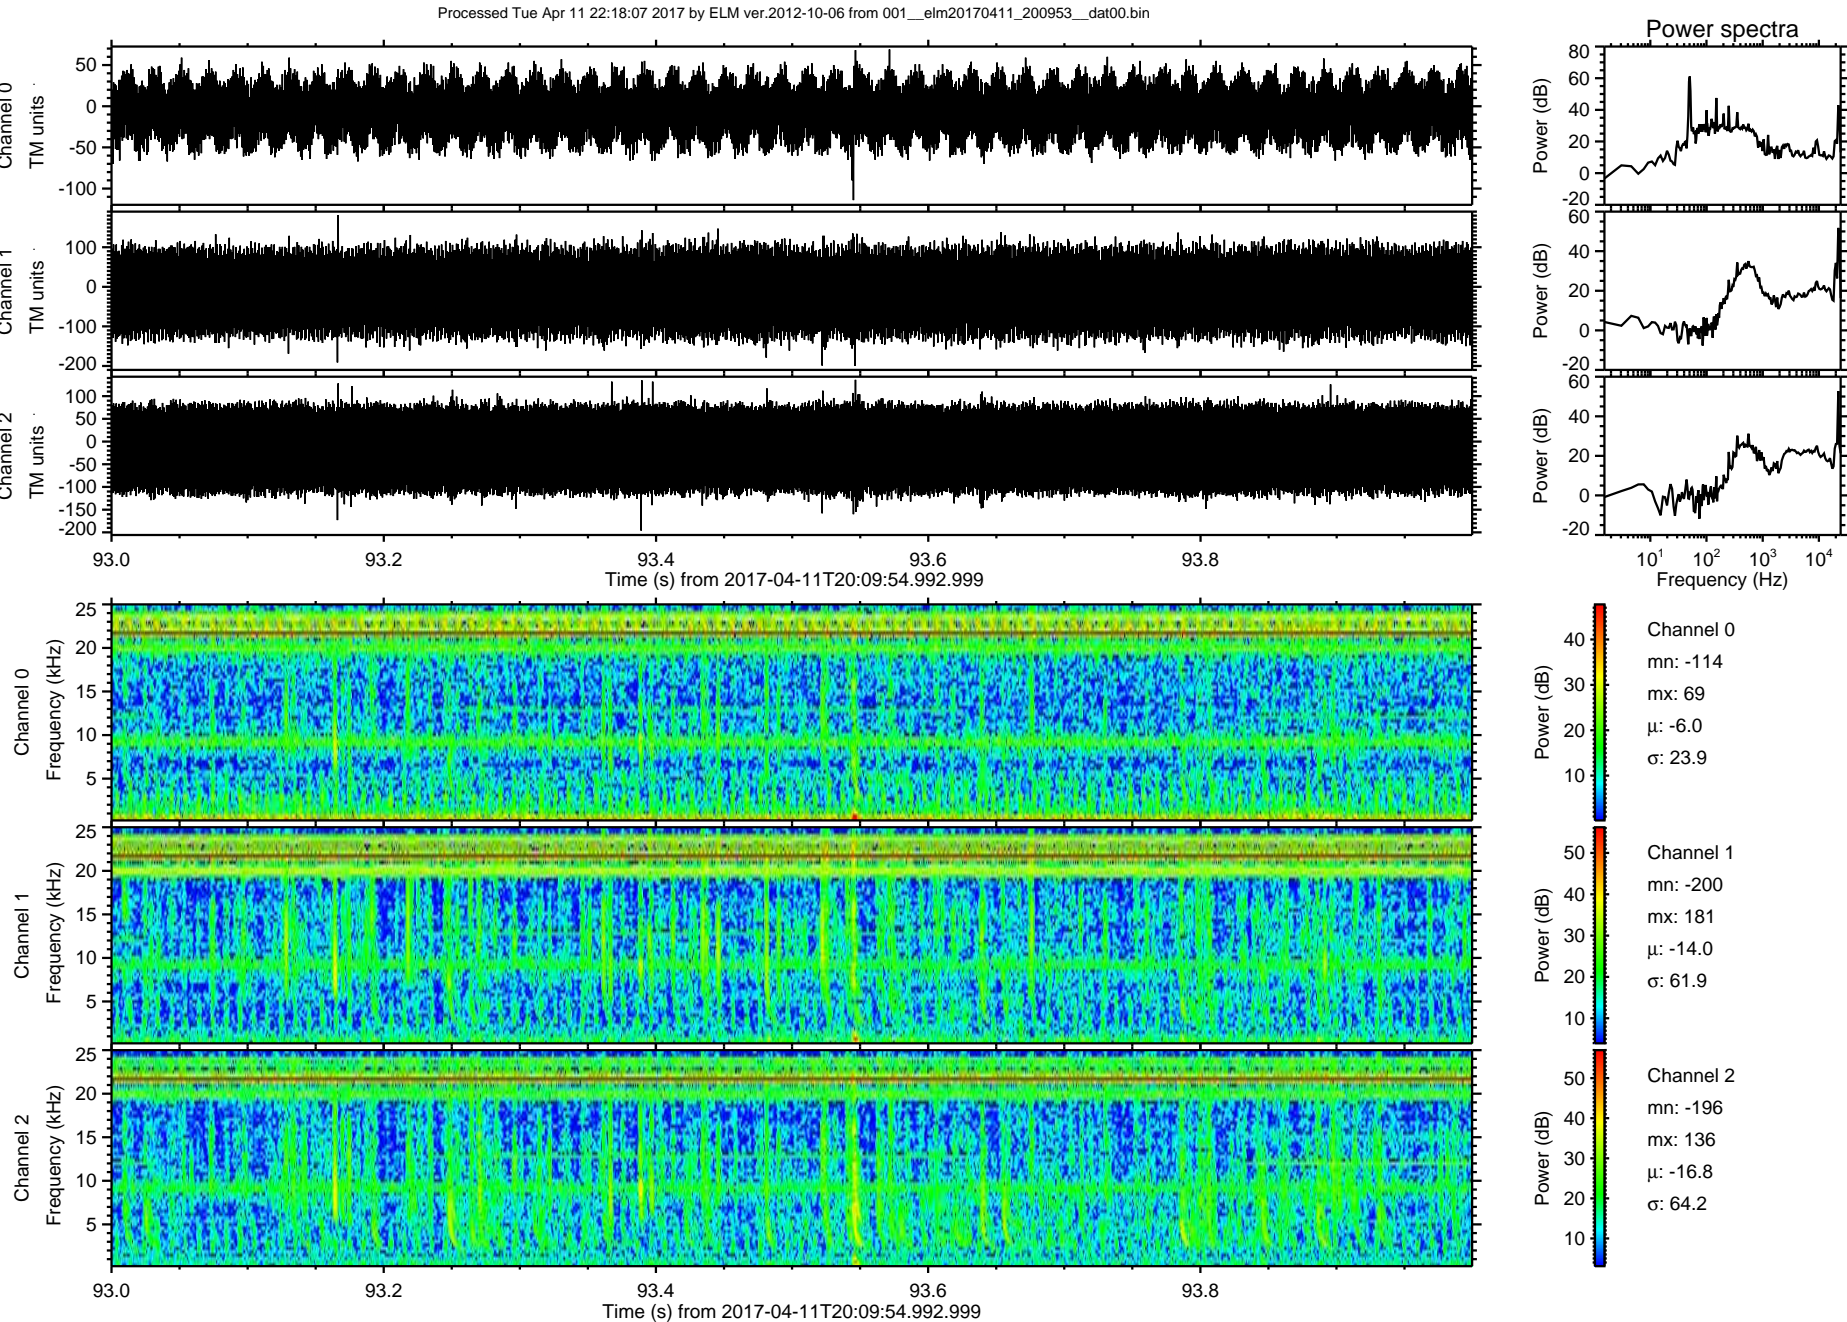 Processed Tue Apr 11 22:18:07 2017 by ELM ver.2012-10-06 from 001__elm20170411_200953__dat00.bin
Power spectra
Channel 0
TM units
50
0
-50
-100
Power (dB)
80
60
40
20
0
-20
Channel 1
TM units
100
0
-100
-200
Power (dB)
60
40
20
0
-20
Channel 2
TM units
100
50
0
-50
-100
-150
-200
Power (dB)
60
40
20
0
-20
93.0 93.2 93.4 93.6 93.8
Time (s) from 2017-04-11T20:09:54.992.999
10¹ 10² 10³ 10⁴
Frequency (Hz)
Channel 0
Frequency (kHz)
25
20
15
10
5
Power (dB)
40
30
20
10
Channel 0
mn: -114
mx: 69
µ: -6.0
σ: 23.9
Channel 1
Frequency (kHz)
25
20
15
10
5
Power (dB)
50
40
30
20
10
Channel 1
mn: -200
mx: 181
µ: -14.0
σ: 61.9
Channel 2
Frequency (kHz)
25
20
15
10
5
Power (dB)
50
40
30
20
10
Channel 2
mn: -196
mx: 136
µ: -16.8
σ: 64.2
93.0 93.2 93.4 93.6 93.8
Time (s) from 2017-04-11T20:09:54.992.999